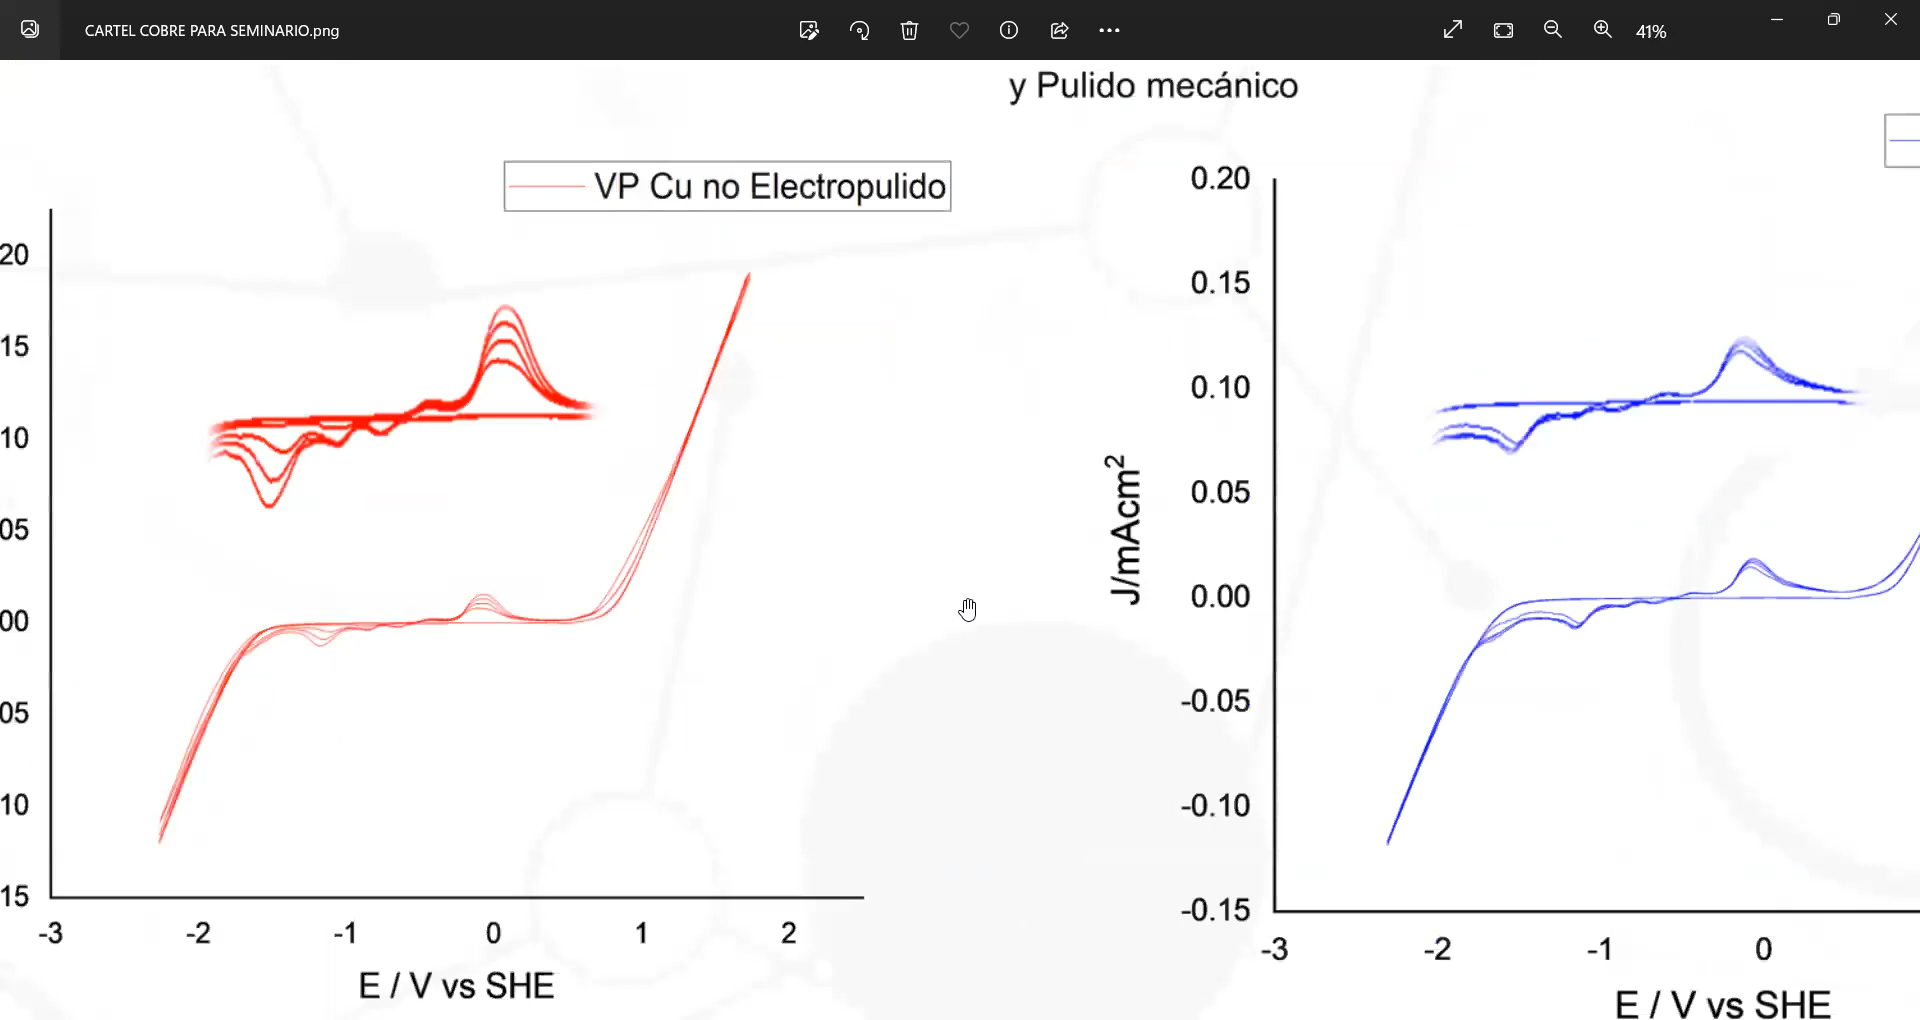 CARTEL COBRE PARA SEMINARIO.png
41%
y Pulido mecánico
VP Cu no Electropulido
20
15
10
05
00
05
10
15
-3 -2 -1 0 1 2
E / V vs SHE
J/mAcm²
0.20
0.15
0.10
0.05
0.00
-0.05
-0.10
-0.15
-3 -2 -1 0
E / V vs SHE